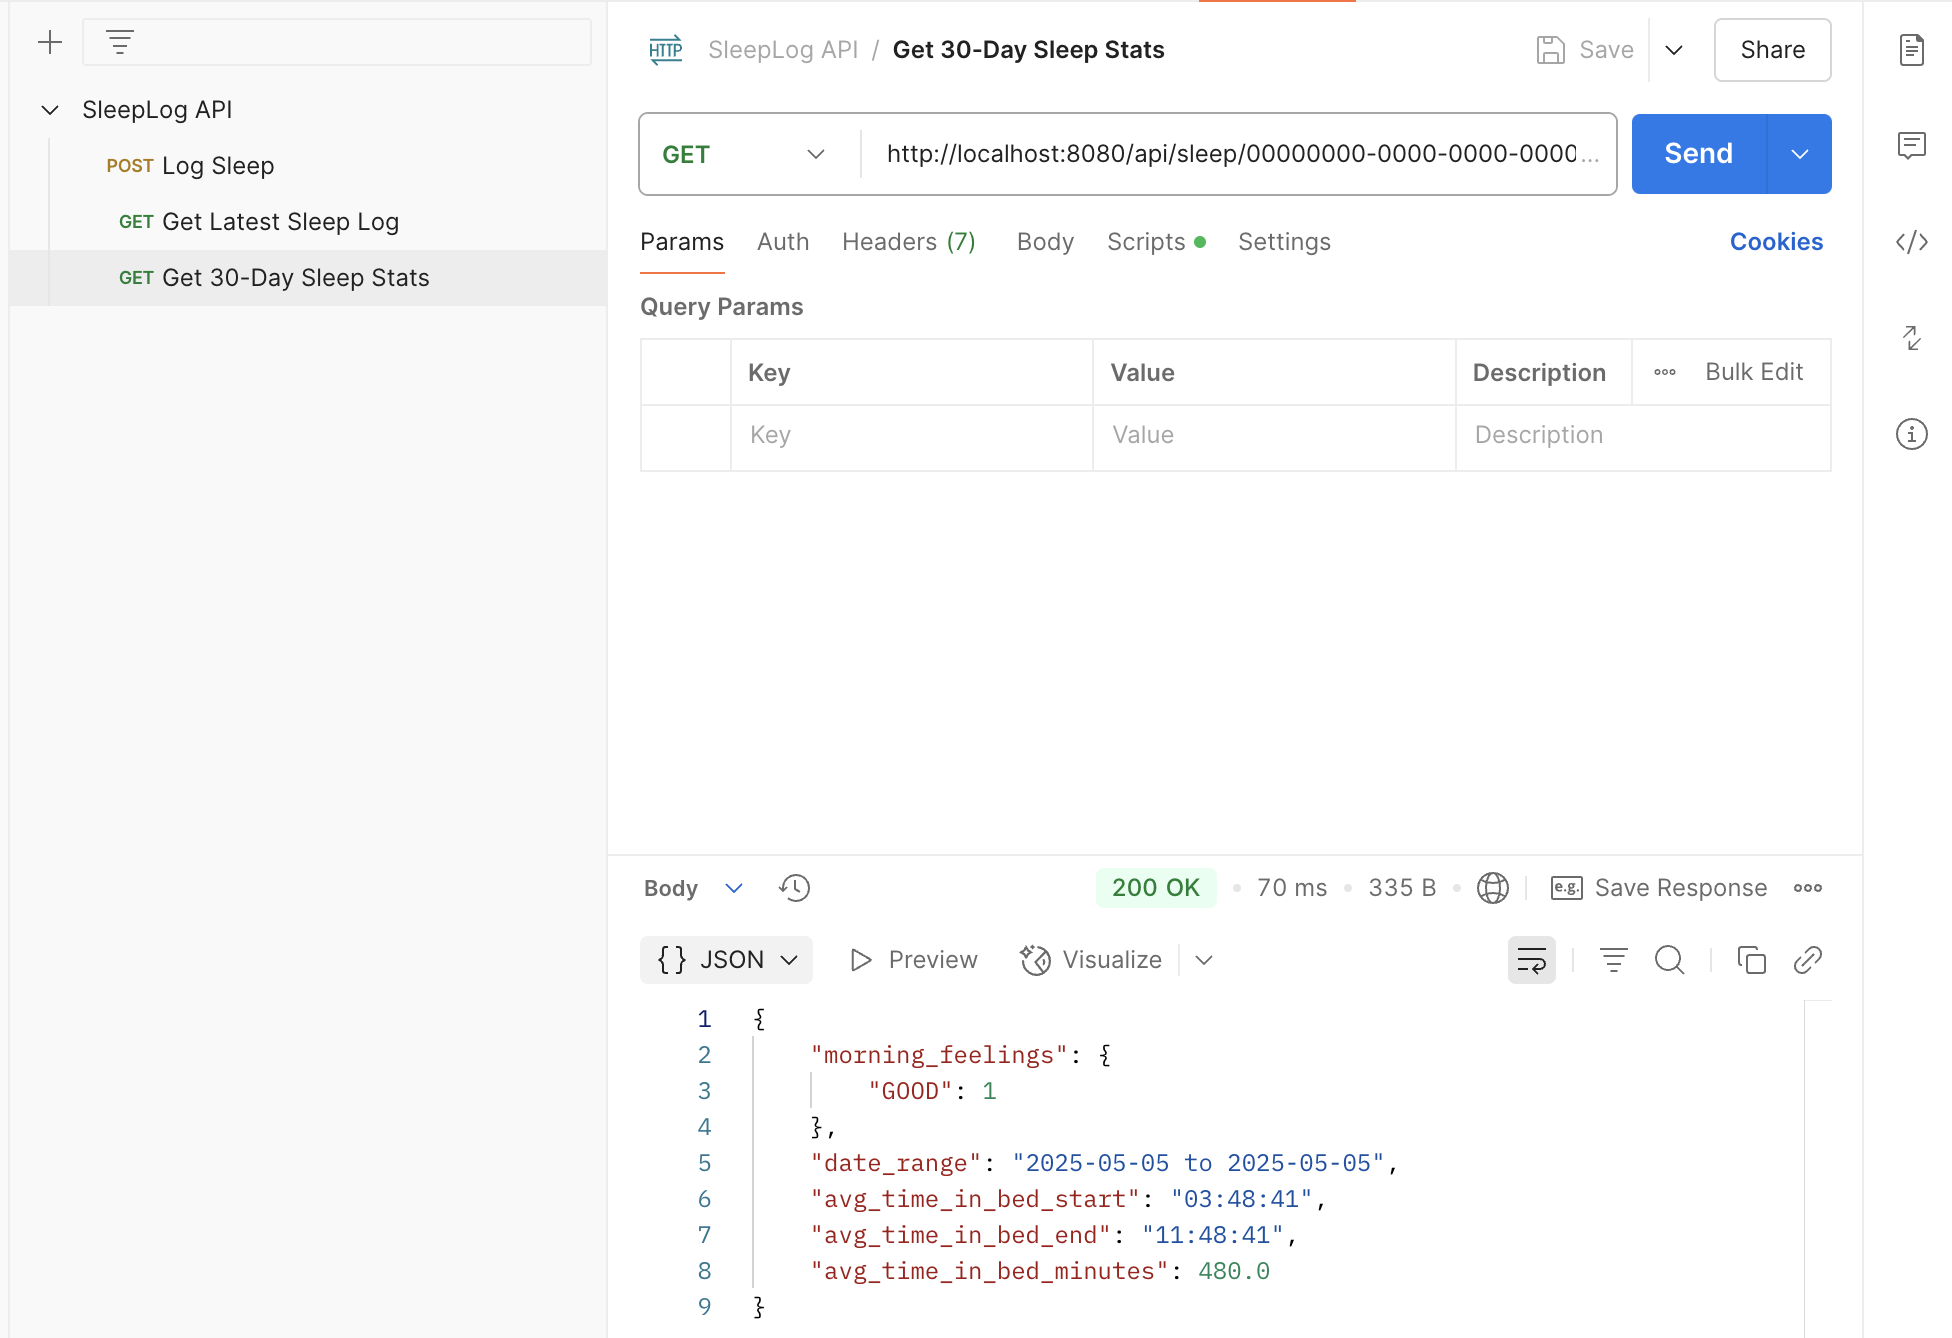 SleepLog API
POST Log Sleep
GET Get Latest Sleep Log
GET Get 30-Day Sleep Stats
HTTP SleepLog API / Get 30-Day Sleep Stats
Save
Share
GET
http://localhost:8080/api/sleep/00000000-0000-0000-0000...
Send
Params Auth Headers (7) Body Scripts Settings
Cookies
Query Params
Key Value Description ooo Bulk Edit
Key Value Description
Body
200 OK • 70 ms • 335 B •
e.g. Save Response ooo
{ } JSON Preview Visualize
1 {
2 "morning_feelings": {
3 "GOOD": 1
4 },
5 "date_range": "2025-05-05 to 2025-05-05",
6 "avg_time_in_bed_start": "03:48:41",
7 "avg_time_in_bed_end": "11:48:41",
8 "avg_time_in_bed_minutes": 480.0
9 }